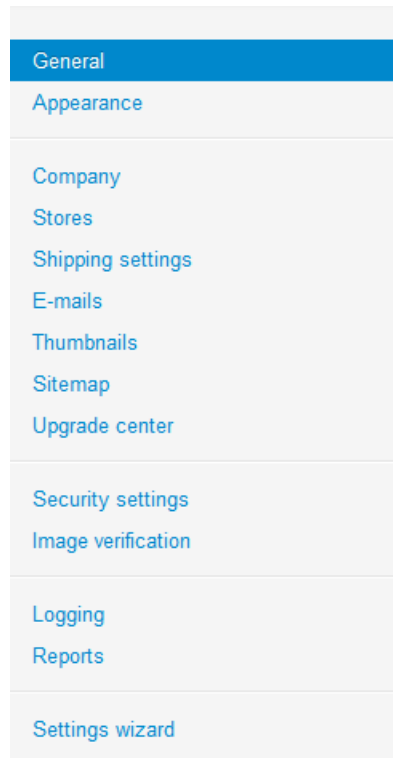 General
Appearance
Company
Stores
Shipping settings
E-mails
Thumbnails
Sitemap
Upgrade center
Security settings
Image verification
Logging
Reports
Settings wizard